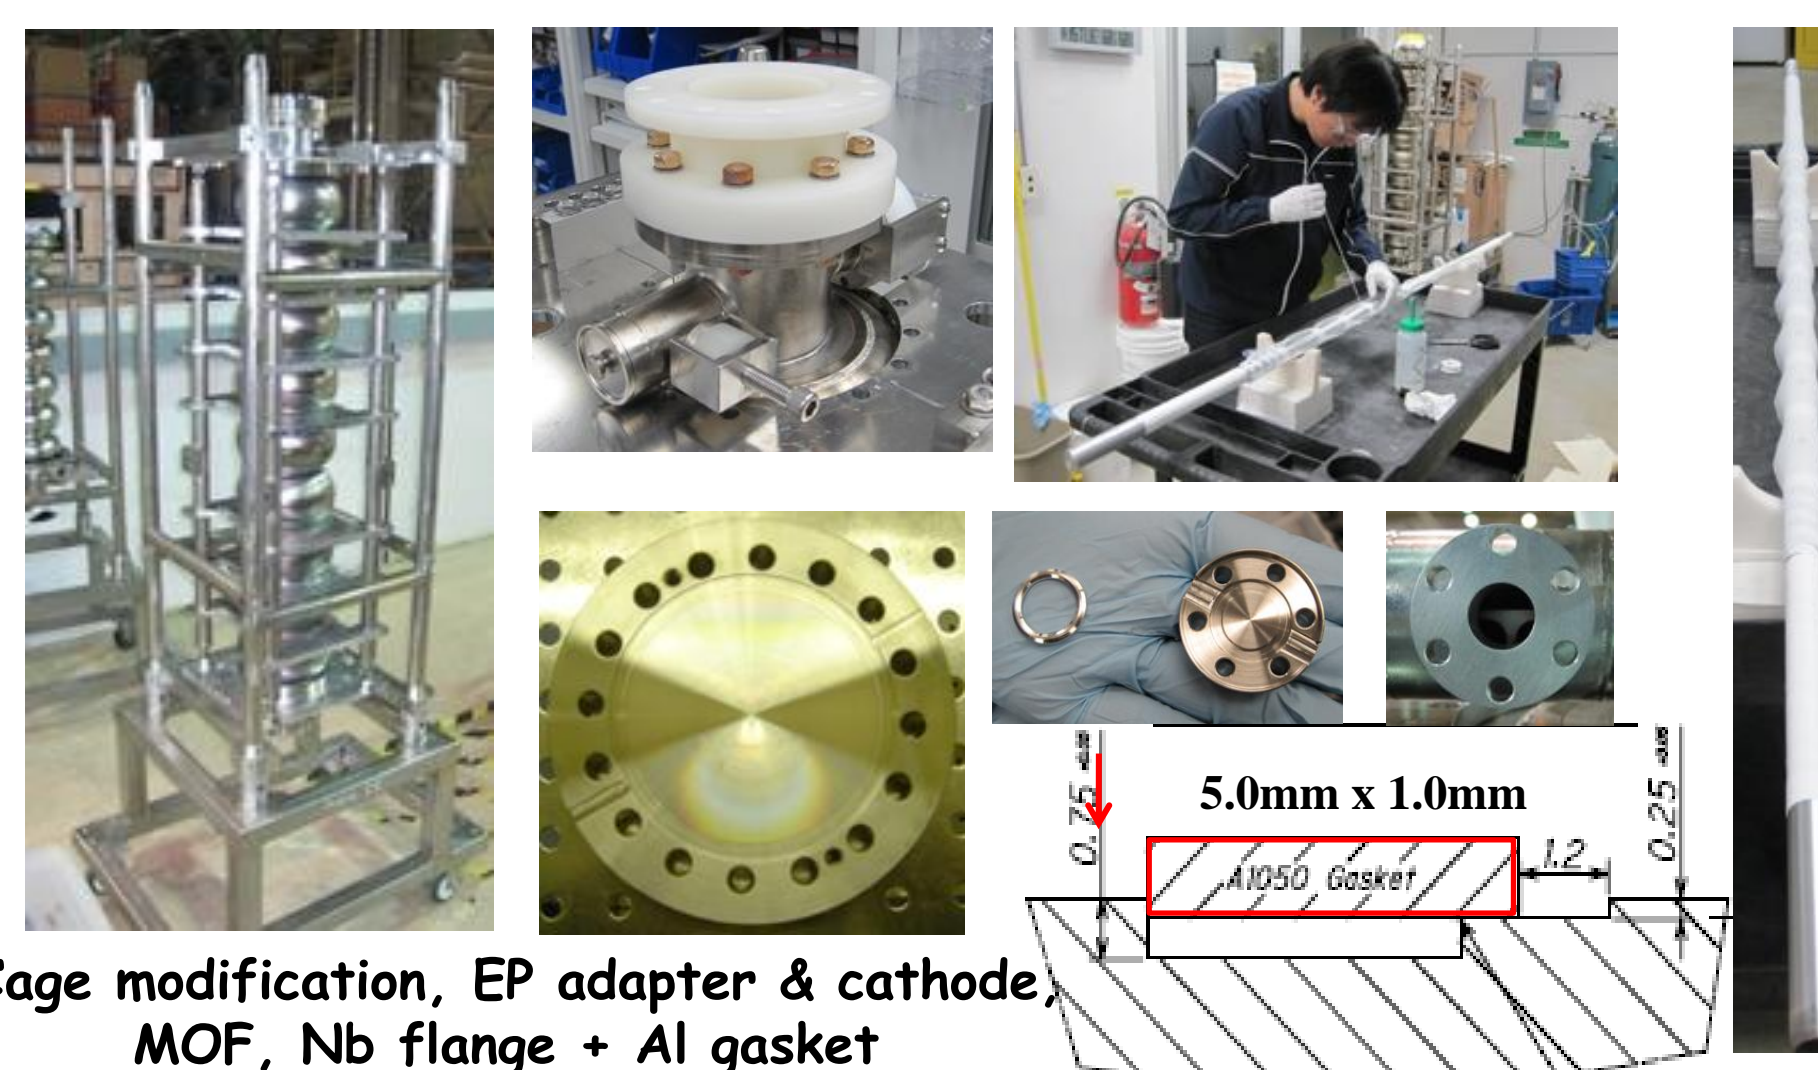 5.0mm x 1.0mm
0.75
0.25
1.2
A1050 Gasket
age modification, EP adapter & cathode,
MOF, Nb flange + Al gasket